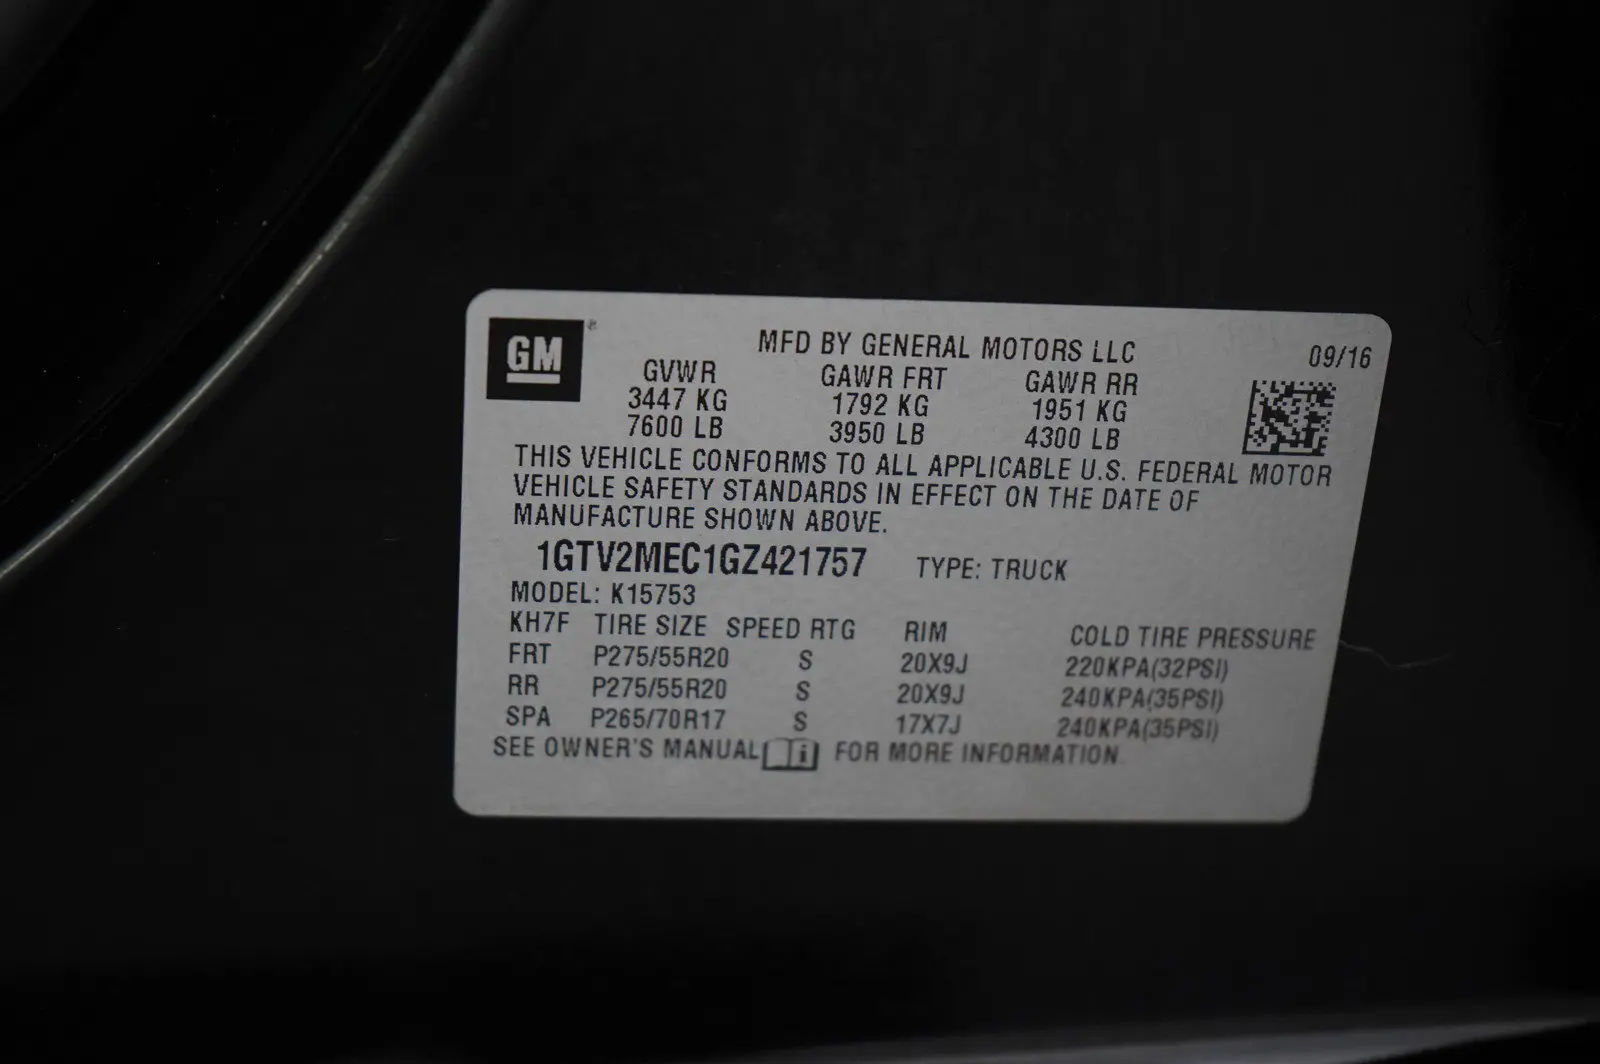 GM
MFD BY GENERAL MOTORS LLC 09/16
GVWR GAWR FRT GAWR RR
3447 KG 1792 KG 1951 KG
7600 LB 3950 LB 4300 LB
THIS VEHICLE CONFORMS TO ALL APPLICABLE U.S. FEDERAL MOTOR
VEHICLE SAFETY STANDARDS IN EFFECT ON THE DATE OF
MANUFACTURE SHOWN ABOVE.
1GTV2MEC1GZ421757 TYPE: TRUCK
MODEL: K15753
KH7F TIRE SIZE SPEED RTG RIM COLD TIRE PRESSURE
FRT P275/55R20 S 20X9J 220KPA(32PSI)
RR P275/55R20 S 20X9J 240KPA(35PSI)
SPA P265/70R17 S 17X7J 240KPA(35PSI)
SEE OWNER'S MANUAL i FOR MORE INFORMATION